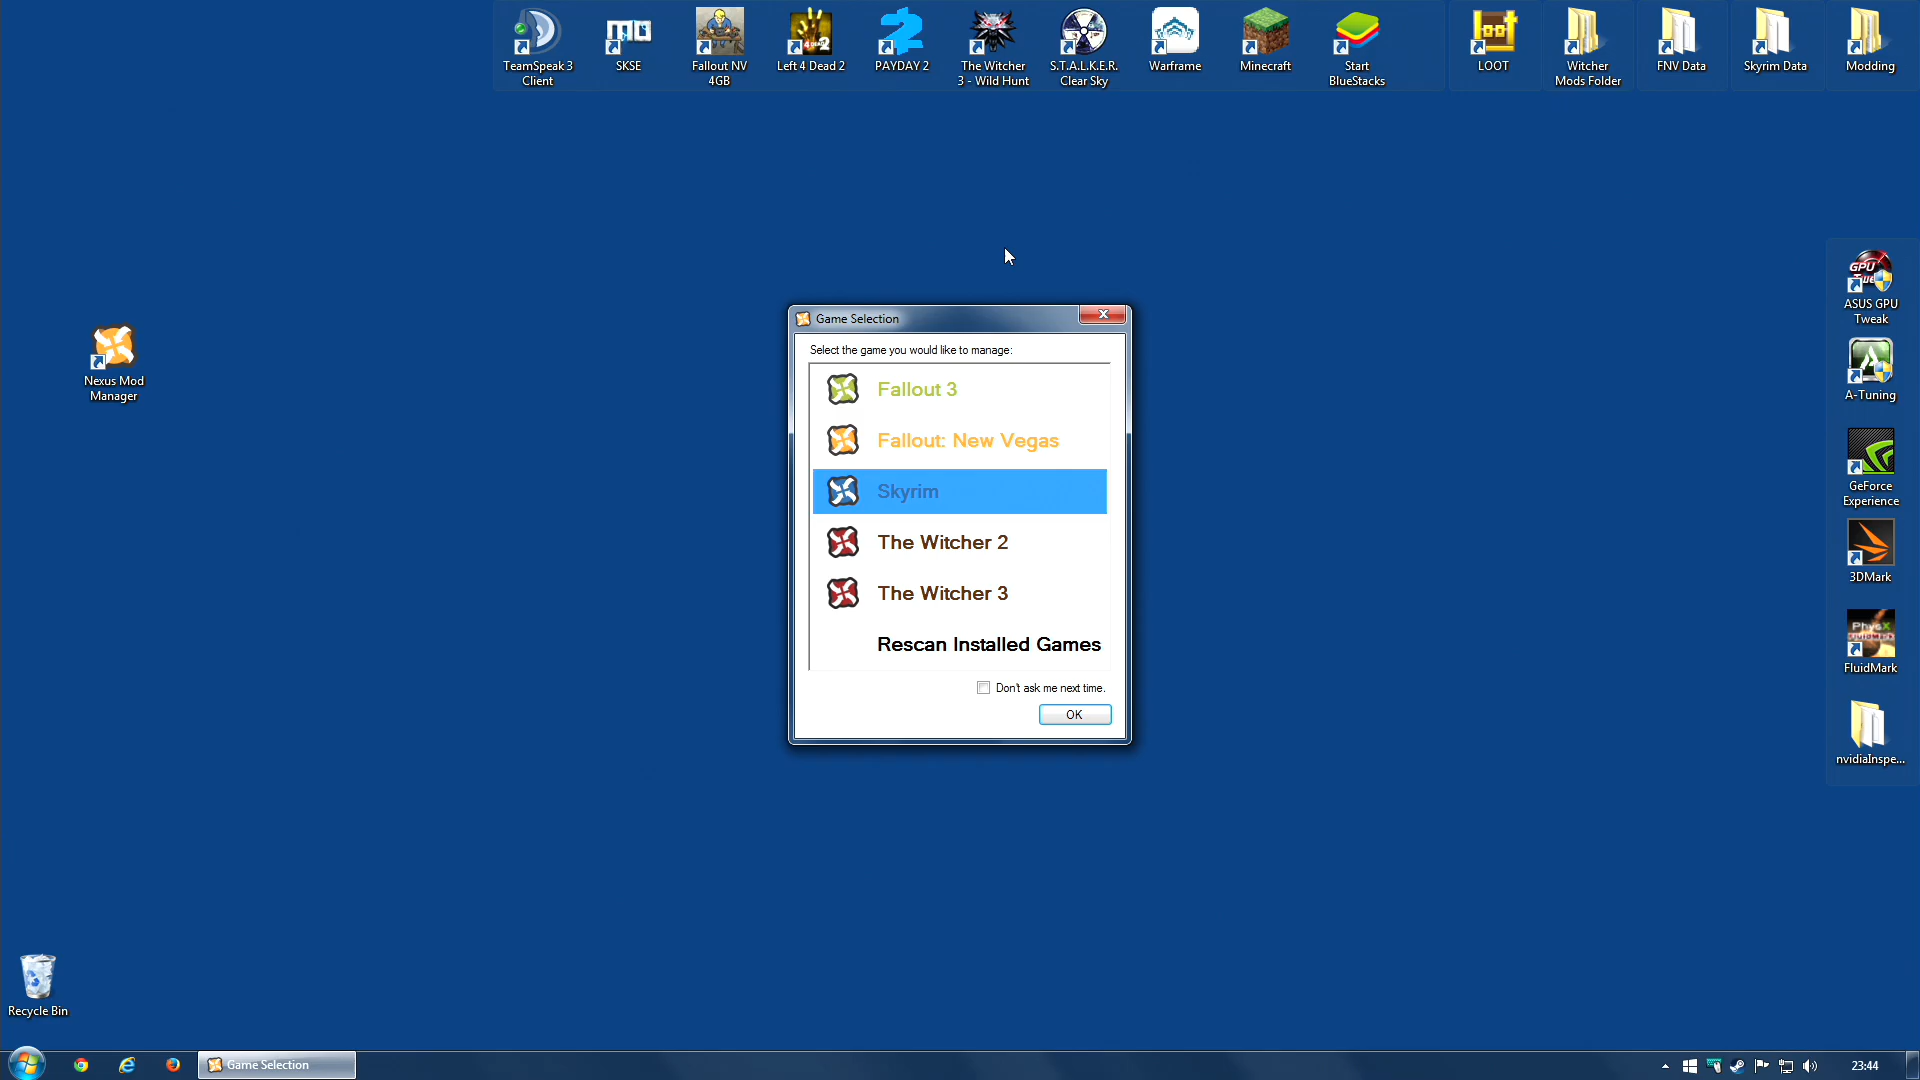 TeamSpeak 3
Client
SKSE
Fallout NV
4GB
Left 4 Dead 2
PAYDAY 2
The Witcher
3 - Wild Hunt
S.T.A.L.K.E.R.
Clear Sky
Warframe
Minecraft
Start
BlueStacks
LOOT
Witcher
Mods Folder
FNV Data
Skyrim Data
Modding
Nexus Mod
Manager
Game Selection
Select the game you would like to manage:
Fallout 3
Fallout: New Vegas
Skyrim
The Witcher 2
The Witcher 3
Rescan Installed Games
Don't ask me next time.
OK
ASUS GPU
Tweak
A-Tuning
GeForce
Experience
3DMark
FluidMark
nvidiaInspe...
Recycle Bin
Game Selection
23:44